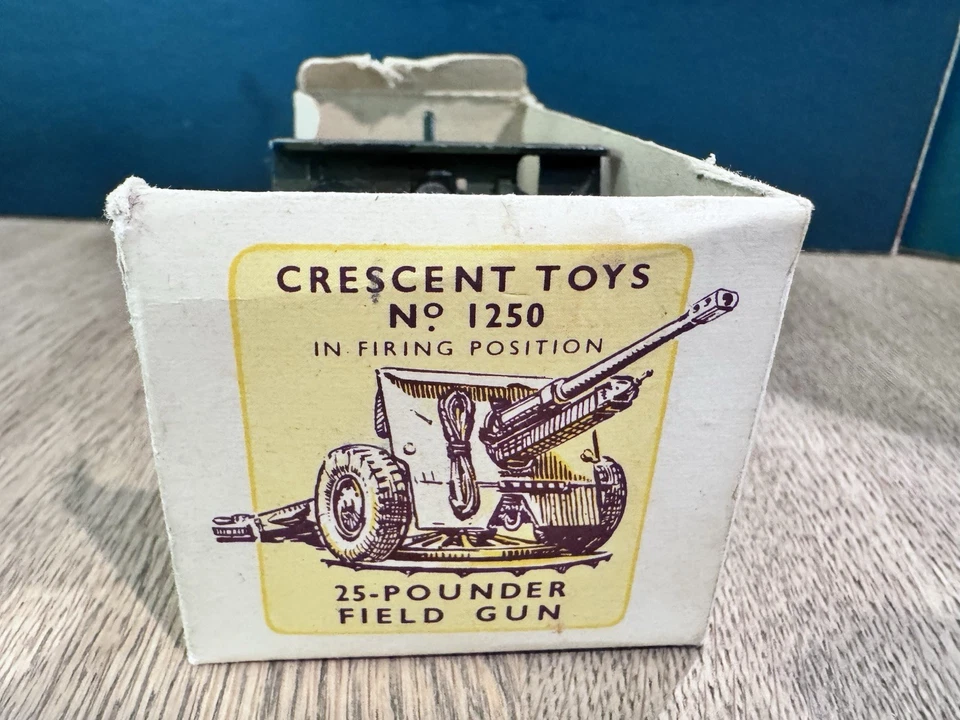 CRESCENT TOYS
Nº 1250
IN FIRING POSITION
25-POUNDER
FIELD GUN